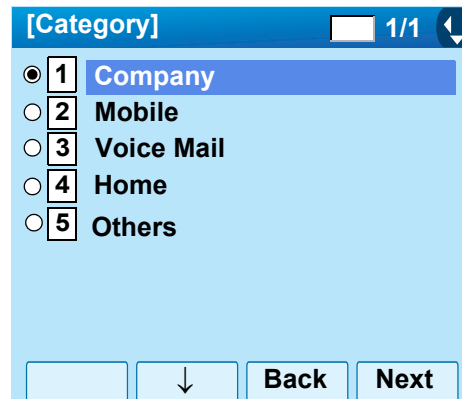 [Category] 1/1
1 Company
2 Mobile
3 Voice Mail
4 Home
5 Others
↓ Back Next